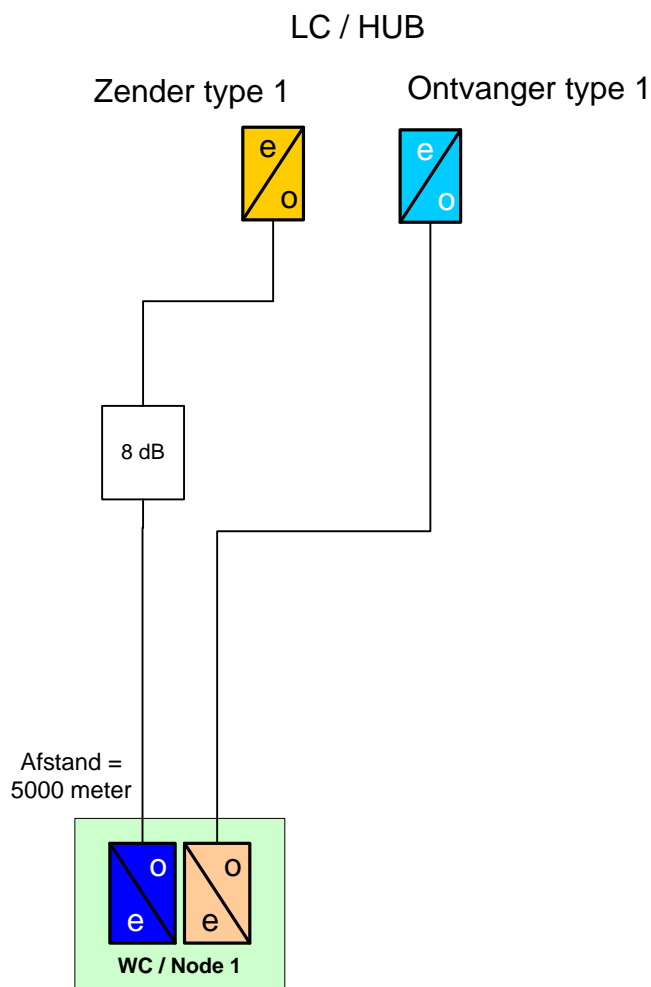 LC / HUB
Zender type 1
Ontvanger type 1
e
o
e
o
8 dB
Afstand =
5000 meter
o
e
o
e
WC / Node 1